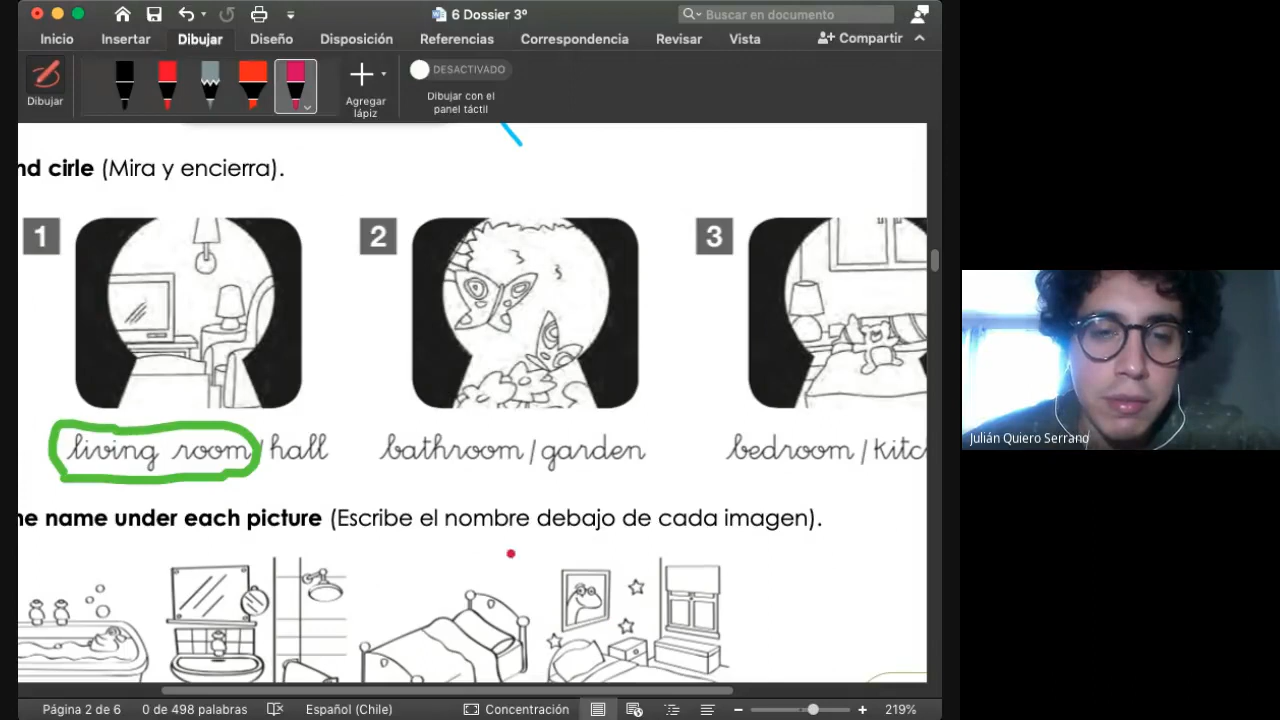 6 Dossier 3º
Buscar en documento
Inicio Insertar Dibujar Diseño Disposición Referencias Correspondencia Revisar Vista Compartir
DESACTIVADO
Dibujar
Agregar lápiz
Dibujar con el panel táctil
nd cirle (Mira y encierra).
1 2 3
living room / hall bathroom / garden bedroom / kitc
ne name under each picture (Escribe el nombre debajo de cada imagen).
Julián Quiero Serrano
Página 2 de 6 0 de 498 palabras Español (Chile) Concentración 219%